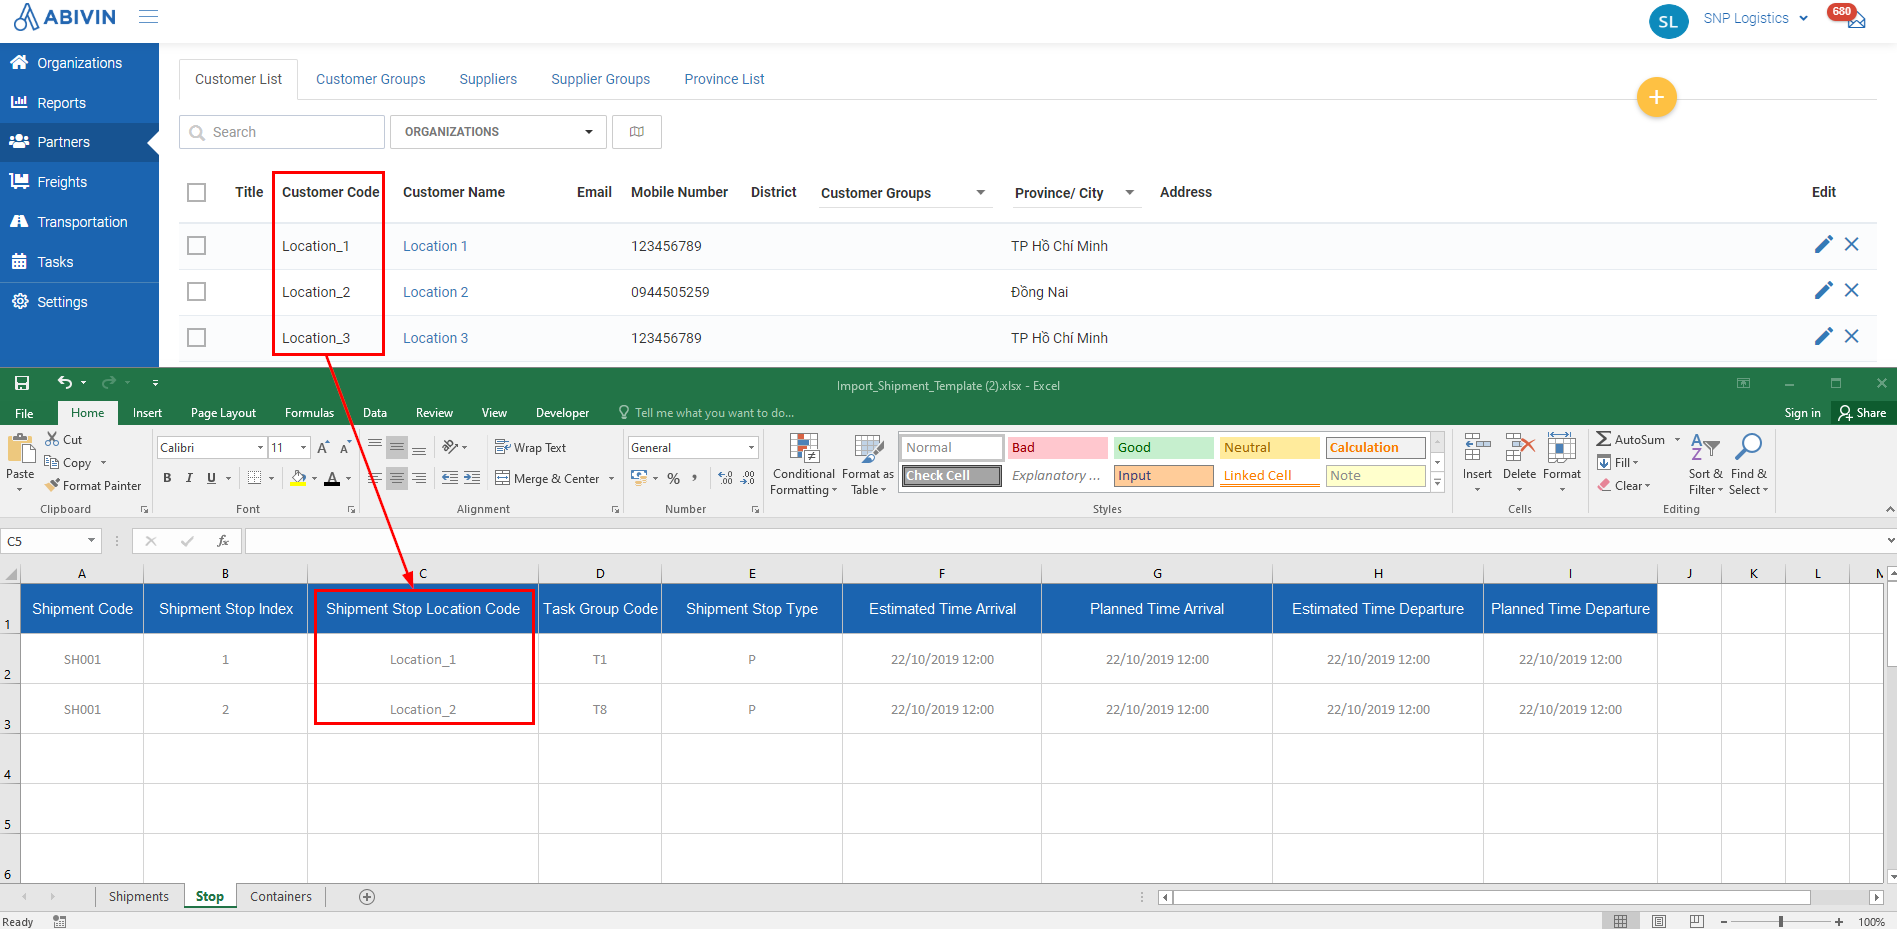 ABIVIN
SL
SNP Logistics
680
Organizations
Reports
Partners
Freights
Transportation
Tasks
Settings
Customer List Customer Groups Suppliers Supplier Groups Province List
+
Search ORGANIZATIONS
Title Customer Code Customer Name Email Mobile Number District Customer Groups Province/ City Address Edit
Location_1 Location 1 123456789 TP Hồ Chí Minh
Location_2 Location 2 0944505259 Đồng Nai
Location_3 Location 3 123456789 TP Hồ Chí Minh
Import_Shipment_Template (2).xlsx - Excel
File Home Insert Page Layout Formulas Data Review View Developer Tell me what you want to do... Sign in Share
Paste
Cut
Copy
Format Painter
Clipboard
Calibri 11
B I U
Font
Wrap Text
Merge & Center
Alignment
General
% ,
Number
Conditional Formatting
Format as Table
Normal Bad Good Neutral Calculation
Check Cell Explanatory ... Input Linked Cell Note
Styles
Insert Delete Format
Cells
AutoSum
Fill
Clear
Sort & Filter
Find & Select
Editing
C5 fx
A B C D E F G H I J K L N
1 Shipment Code Shipment Stop Index Shipment Stop Location Code Task Group Code Shipment Stop Type Estimated Time Arrival Planned Time Arrival Estimated Time Departure Planned Time Departure
2 SH001 1 Location_1 T1 P 22/10/2019 12:00 22/10/2019 12:00 22/10/2019 12:00 22/10/2019 12:00
3 SH001 2 Location_2 T8 P 22/10/2019 12:00 22/10/2019 12:00 22/10/2019 12:00 22/10/2019 12:00
4
5
6
Shipments Stop Containers
Ready 100%